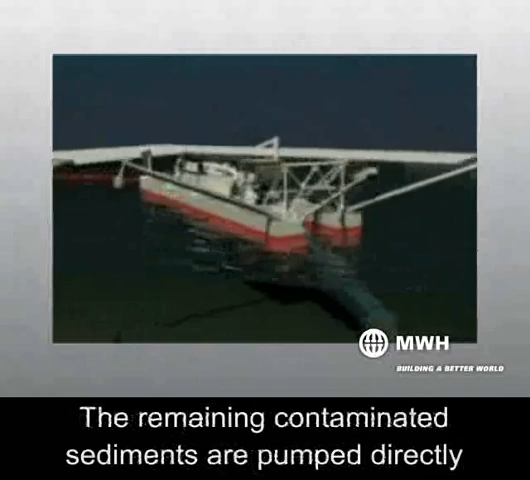 MWH
BUILDING A BETTER WORLD
The remaining contaminated
sediments are pumped directly